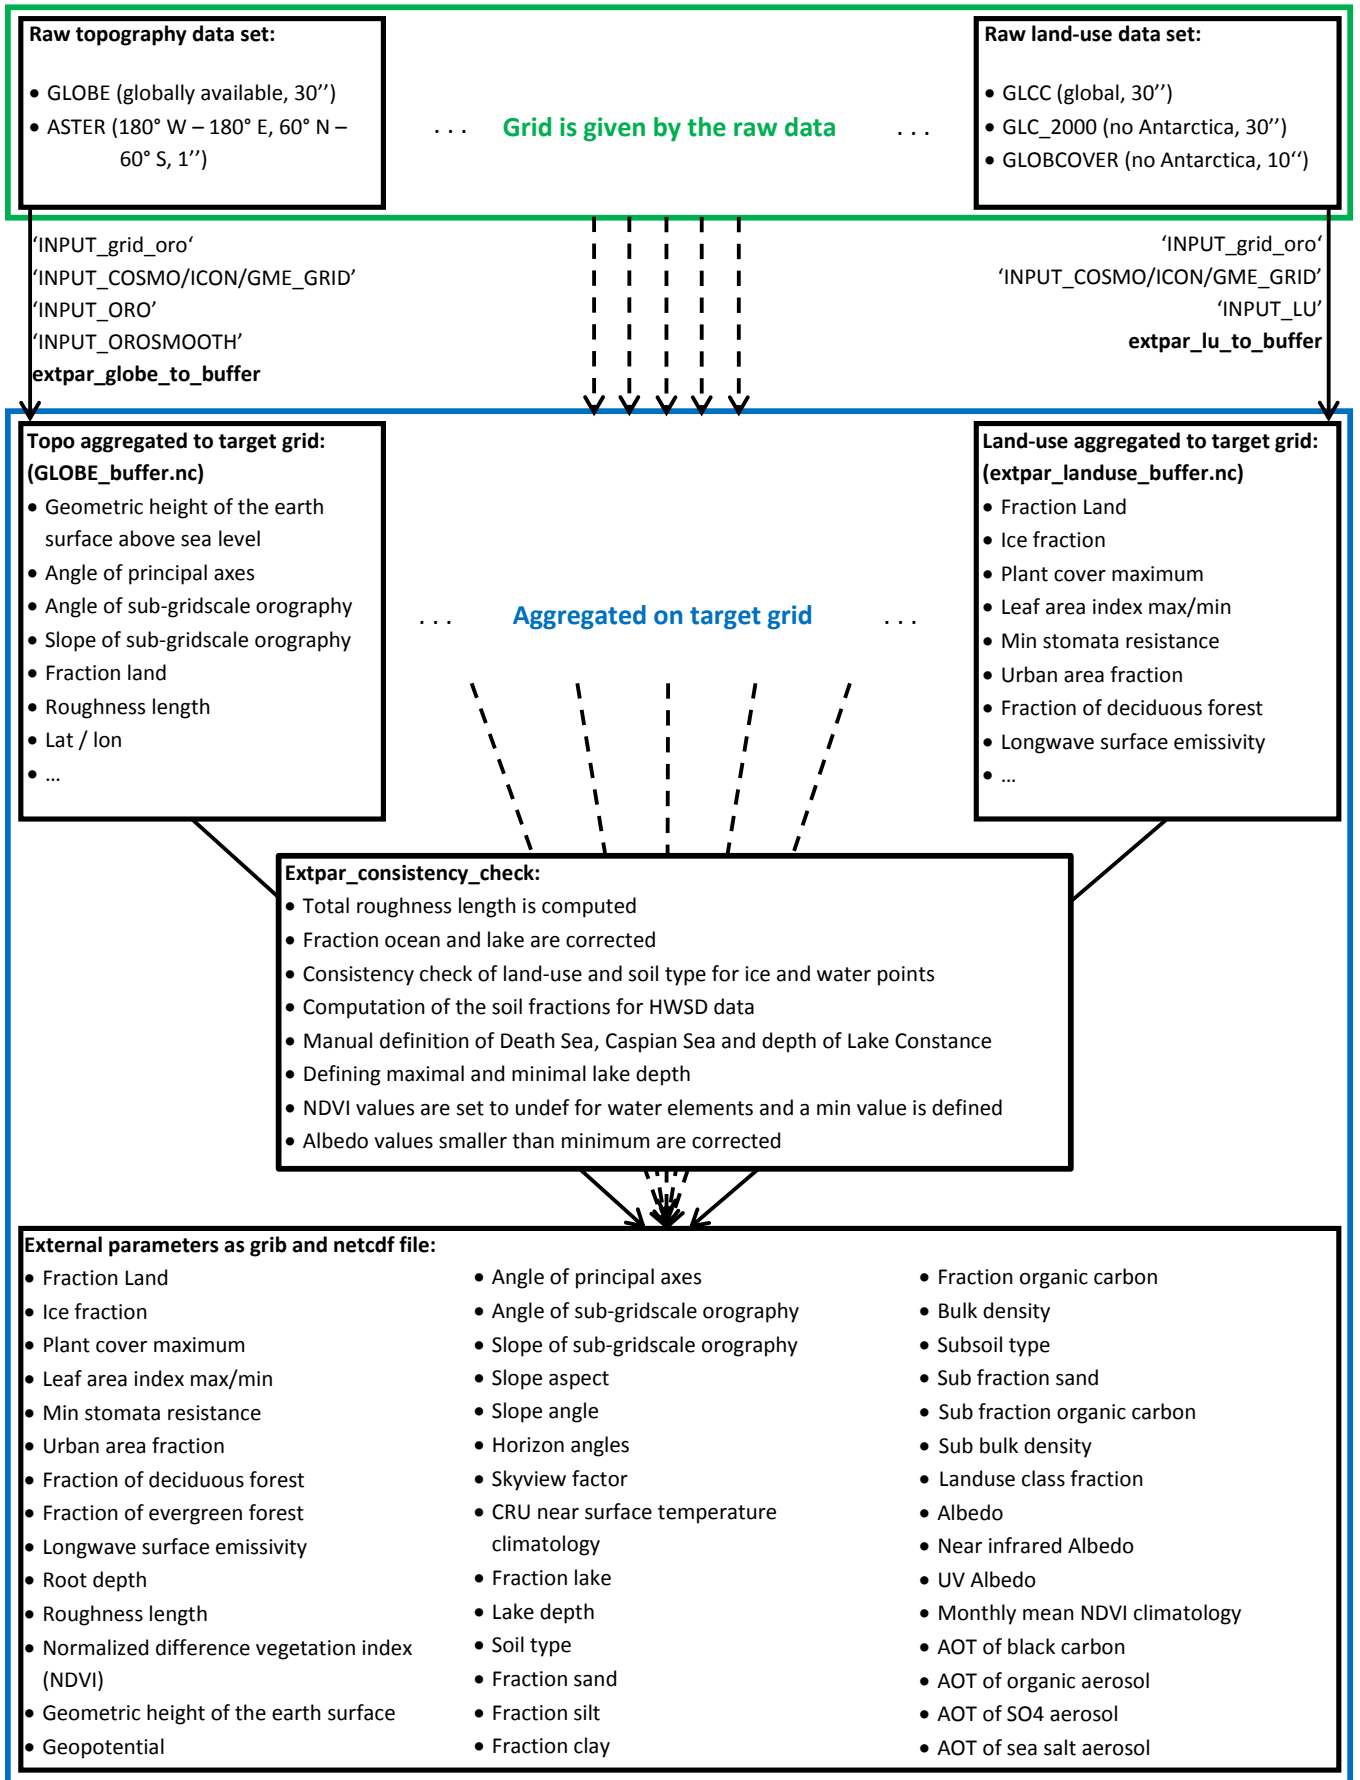 Raw topography data set:
• GLOBE (globally available, 30’’)
• ASTER (180° W – 180° E, 60° N –
60° S, 1’’)
. . . Grid is given by the raw data . . .
Raw land-use data set:
• GLCC (global, 30’’)
• GLC_2000 (no Antarctica, 30’’)
• GLOBCOVER (no Antarctica, 10‘‘)
‘INPUT_grid_oro‘
‘INPUT_COSMO/ICON/GME_GRID’
‘INPUT_ORO’
‘INPUT_OROSMOOTH’
extpar_globe_to_buffer
‘INPUT_grid_oro‘
‘INPUT_COSMO/ICON/GME_GRID’
‘INPUT_LU’
extpar_lu_to_buffer
Topo aggregated to target grid:
(GLOBE_buffer.nc)
• Geometric height of the earth
surface above sea level
• Angle of principal axes
• Angle of sub-gridscale orography
• Slope of sub-gridscale orography
• Fraction land
• Roughness length
• Lat / lon
• ...
. . . Aggregated on target grid . . .
Land-use aggregated to target grid:
(extpar_landuse_buffer.nc)
• Fraction Land
• Ice fraction
• Plant cover maximum
• Leaf area index max/min
• Min stomata resistance
• Urban area fraction
• Fraction of deciduous forest
• Longwave surface emissivity
• ...
Extpar_consistency_check:
• Total roughness length is computed
• Fraction ocean and lake are corrected
• Consistency check of land-use and soil type for ice and water points
• Computation of the soil fractions for HWSD data
• Manual definition of Death Sea, Caspian Sea and depth of Lake Constance
• Defining maximal and minimal lake depth
• NDVI values are set to undef for water elements and a min value is defined
• Albedo values smaller than minimum are corrected
External parameters as grib and netcdf file:
• Fraction Land
• Ice fraction
• Plant cover maximum
• Leaf area index max/min
• Min stomata resistance
• Urban area fraction
• Fraction of deciduous forest
• Fraction of evergreen forest
• Longwave surface emissivity
• Root depth
• Roughness length
• Normalized difference vegetation index
(NDVI)
• Geometric height of the earth surface
• Geopotential
• Angle of principal axes
• Angle of sub-gridscale orography
• Slope of sub-gridscale orography
• Slope aspect
• Slope angle
• Horizon angles
• Skyview factor
• CRU near surface temperature
climatology
• Fraction lake
• Lake depth
• Soil type
• Fraction sand
• Fraction silt
• Fraction clay
• Fraction organic carbon
• Bulk density
• Subsoil type
• Sub fraction sand
• Sub fraction organic carbon
• Sub bulk density
• Landuse class fraction
• Albedo
• Near infrared Albedo
• UV Albedo
• Monthly mean NDVI climatology
• AOT of black carbon
• AOT of organic aerosol
• AOT of SO4 aerosol
• AOT of sea salt aerosol